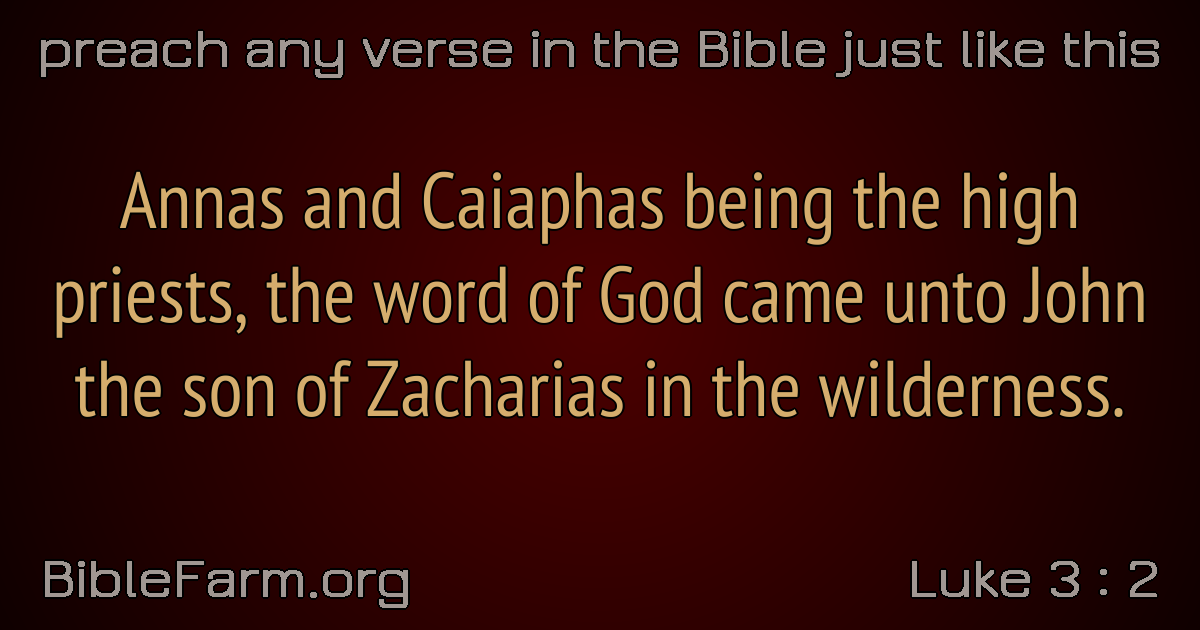 preach any verse in the Bible just like this
Annas and Caiaphas being the high
priests, the word of God came unto John
the son of Zacharias in the wilderness.
BibleFarm.org
Luke 3 : 2